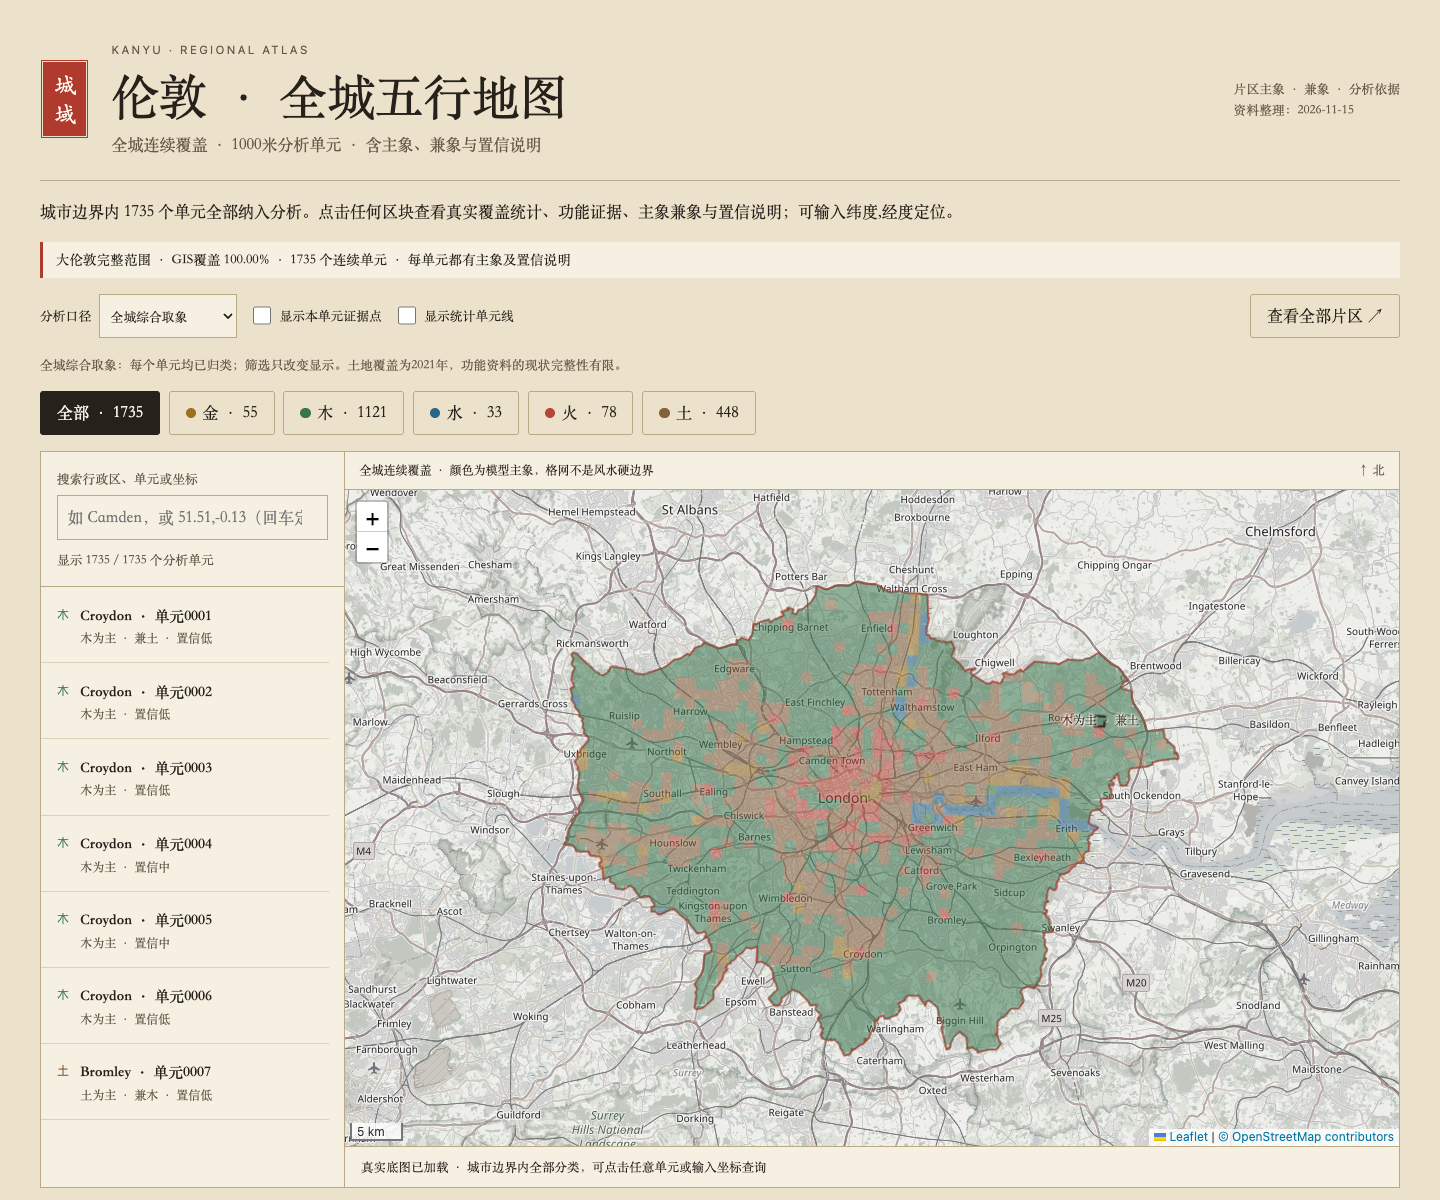 KANYU · REGIONAL ATLAS
城域
伦敦 · 全城五行地图
全城连续覆盖 · 1000米分析单元 · 含主象、兼象与置信说明
片区主象 · 兼象 · 分析依据
资料整理：2026-11-15
城市边界内 1735 个单元全部纳入分析。点击任何区块查看真实覆盖统计、功能证据、主象兼象与置信说明；可输入纬度,经度定位。
大伦敦完整范围 · GIS覆盖 100.00% · 1735 个连续单元 · 每单元都有主象及置信说明
分析口径 全城综合取象 显示本单元证据点 显示统计单元线 查看全部片区 ↗
全城综合取象：每个单元均已归类；筛选只改变显示。土地覆盖为2021年，功能资料的现状完整性有限。
全部 · 1735 金 · 55 木 · 1121 水 · 33 火 · 78 土 · 448
搜索行政区、单元或坐标
如 Camden，或 51.51,-0.13（回车定
显示 1735 / 1735 个分析单元
木 Croydon · 单元0001
木为主 · 兼土 · 置信低
木 Croydon · 单元0002
木为主 · 置信低
木 Croydon · 单元0003
木为主 · 置信低
木 Croydon · 单元0004
木为主 · 置信中
木 Croydon · 单元0005
木为主 · 置信中
木 Croydon · 单元0006
木为主 · 置信低
土 Bromley · 单元0007
土为主 · 兼木 · 置信低
全城连续覆盖 · 颜色为模型主象，格网不是风水硬边界 ↑ 北
+
−
Wendover
Hatfield
Harlow
Hoddesdon
Hemel Hempstead
St Albans
Broxbourne
Chelmsford
Kings Langley
Great Missenden
Chesham
Potters Bar
Cheshunt
Epping
Chipping Ongar
Waltham Cross
Amersham
Ingatestone
Watford
Chipping Barnet
Enfield
Loughton
Rickmansworth
South Woo
Ferrers
High Wycombe
Chigwell
Brentwood
Billericay
Edgware
Wickford
Beaconsfield
Tottenham
Gerrards Cross
East Finchley
Walthamstow
Rayleigh
Ruislip
Harrow
木为主 兼土
Marlow
Basildon
Benfleet
Wembley
Hampstead
Ilford
Hadleigh
Uxbridge
Northolt
Camden Town
East Ham
Maidenhead
Stanford-le-
Hope
Canvey Island
Slough
Southall
Ealing
London
South Ockendon
Chiswick
Windsor
Greenwich
Erith
Grays
M4
Hounslow
Barnes
Lewisham
Tilbury
Bexleyheath
Twickenham
Catford
Gravesend
Staines-upon-
Thames
Teddington
Grove Park
Sidcup
Wimbledon
Bracknell
Ascot
Kingston upon
Thames
Bromley
Medway
Chertsey
Walton-on-
Thames
Swanley
Gillingham
Orpington
Croydon
Rainham
Sutton
Lightwater
Ewell
M20
Sandhurst
Blackwater
Cobham
Epsom
Banstead
Snodland
Frimley
Woking
Warlingham
Biggin Hill
M25
Farnborough
Leatherhead
West Malling
Caterham
Surrey
Sevenoaks
Maidstone
Westerham
Oxted
Aldershot
Guildford
Surrey
Hills National
Landscape
Dorking
Reigate
5 km
Leaflet | © OpenStreetMap contributors
真实底图已加载 · 城市边界内全部分类，可点击任意单元或输入坐标查询